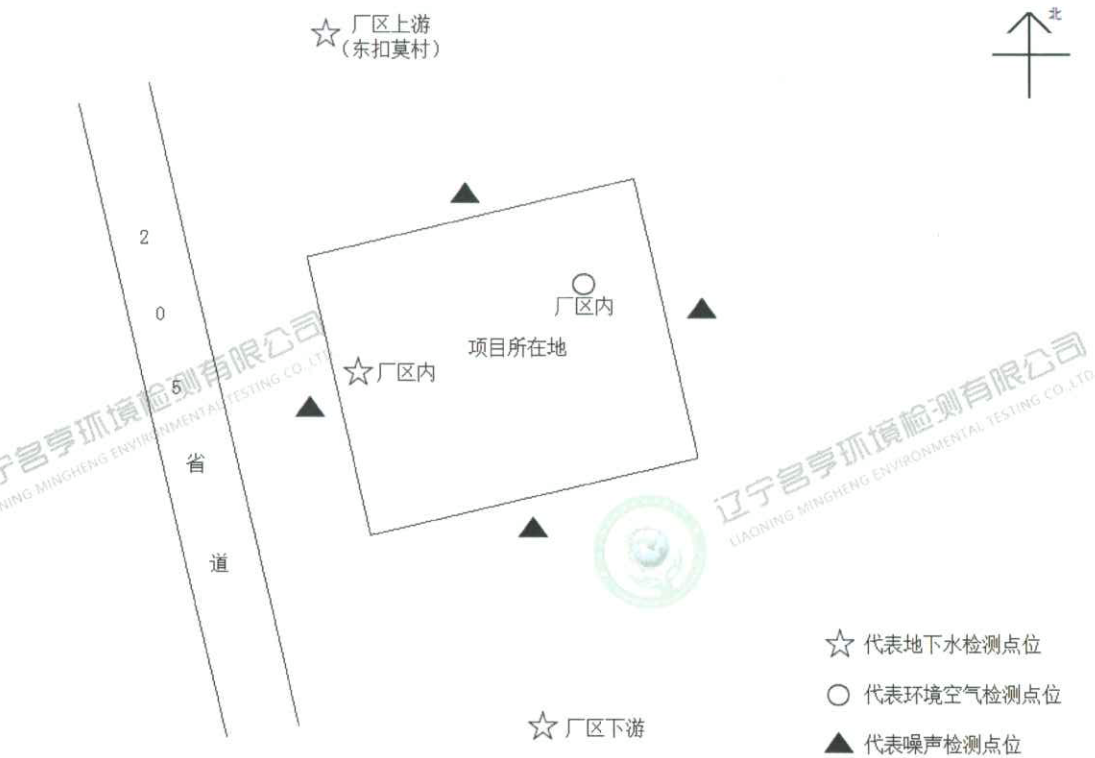 厂区上游
（东扣莫村）
北
2
0
5
省
道
厂区内
项目所在地
☆厂区内
宁名亨环境检测有限公司
ONING MINGHENG ENVIRONMENTAL TESTING CO.,LTD
辽宁名亨环境检测有限公司
LIAONING MINGHENG ENVIRONMENTAL TESTING CO.,LTD
代表地下水检测点位
代表环境空气检测点位
代表噪声检测点位
厂区下游